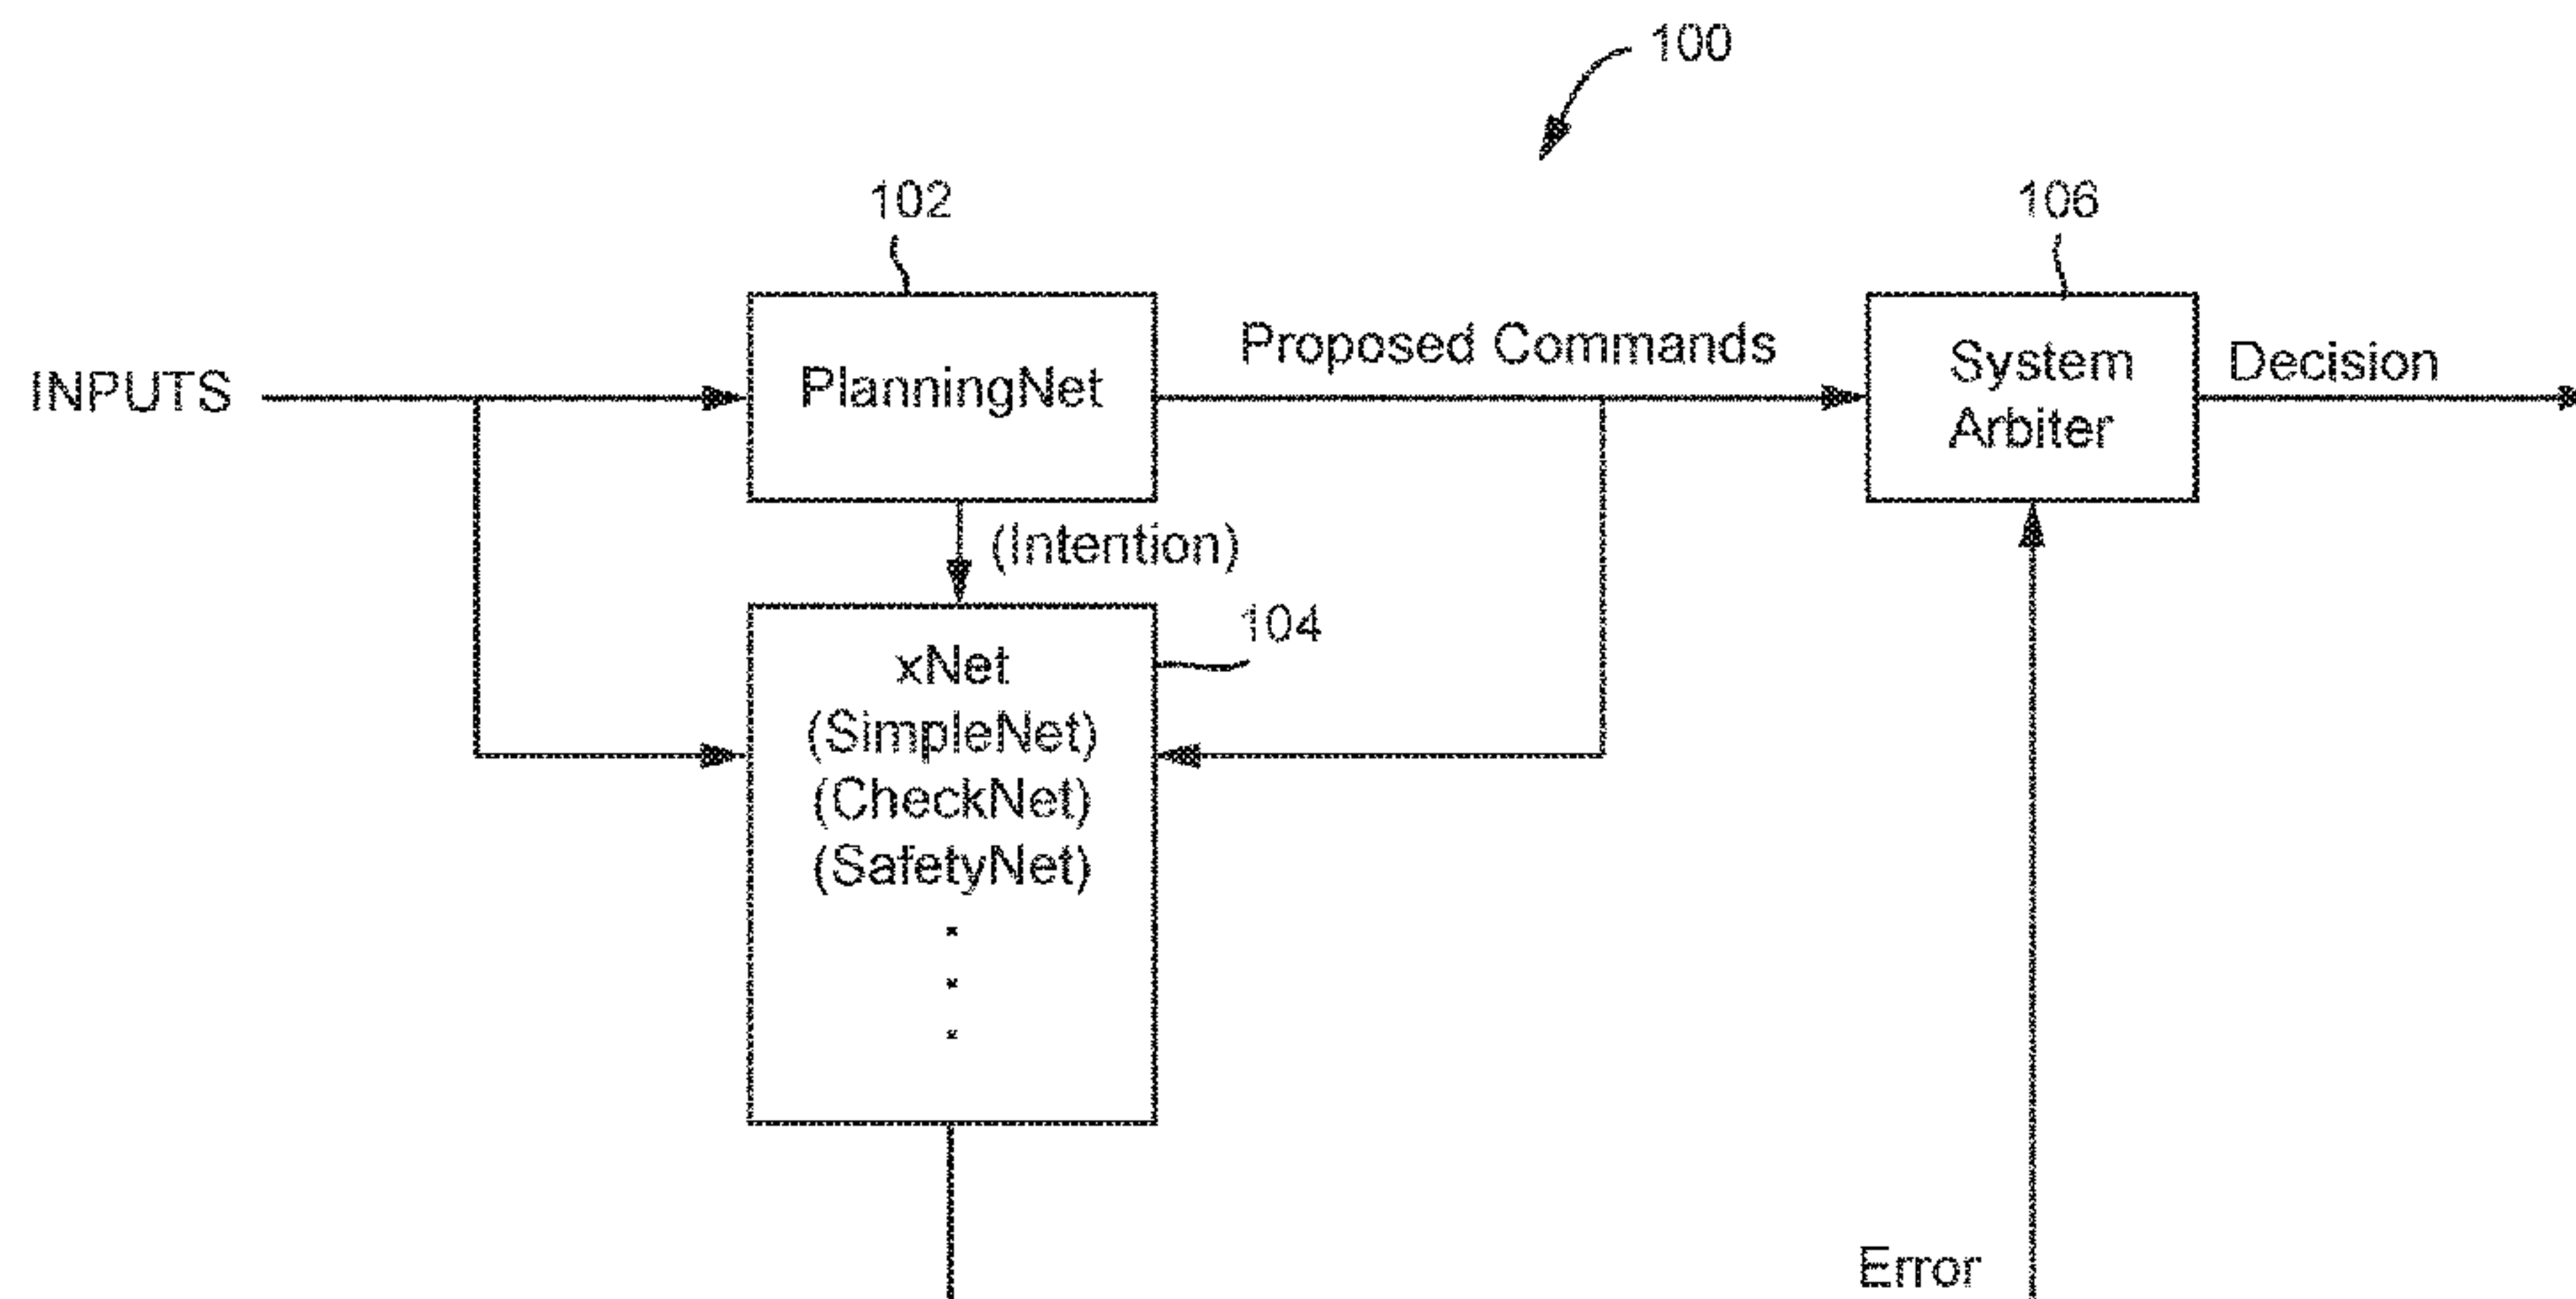 100
102
106
INPUTS
PlanningNet
Proposed Commands
System
Arbiter
Decision
(Intention)
104
xNet
(SimpleNet)
(CheckNet)
(SafetyNet)
Error